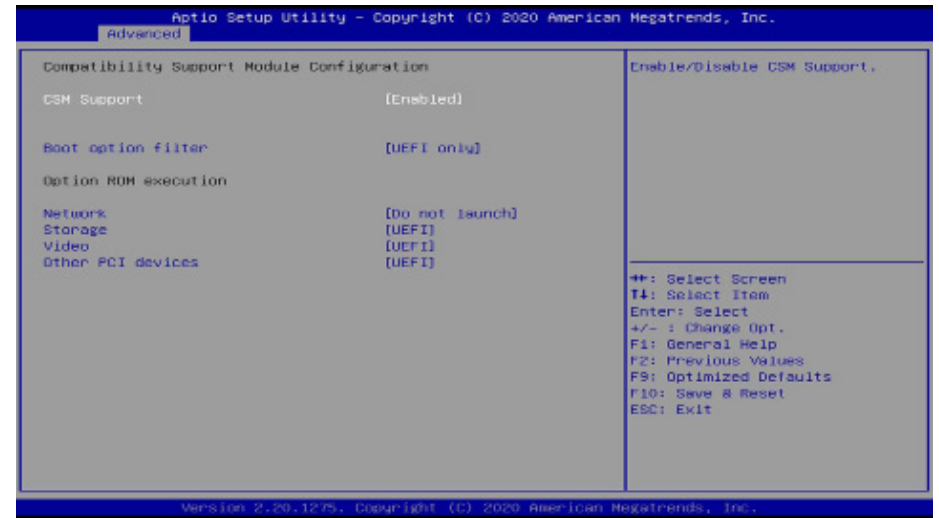 Aptio Setup Utility - Copyright (C) 2020 American Megatrends, Inc.
Advanced
Compatibility Support Module Configuration
CSM Support [Enabled]
Boot option filter [UEFI only]
Option ROM execution
Network [Do not launch]
Storage [UEFI]
Video [UEFI]
Other PCI devices [UEFI]
Enable/Disable CSM Support.
↔: Select Screen
↑↓: Select Item
Enter: Select
+/- : Change Opt.
F1: General Help
F2: Previous Values
F9: Optimized Defaults
F10: Save & Reset
ESC: Exit
Version 2.20.1275. Copyright (C) 2020 American Megatrends, Inc.